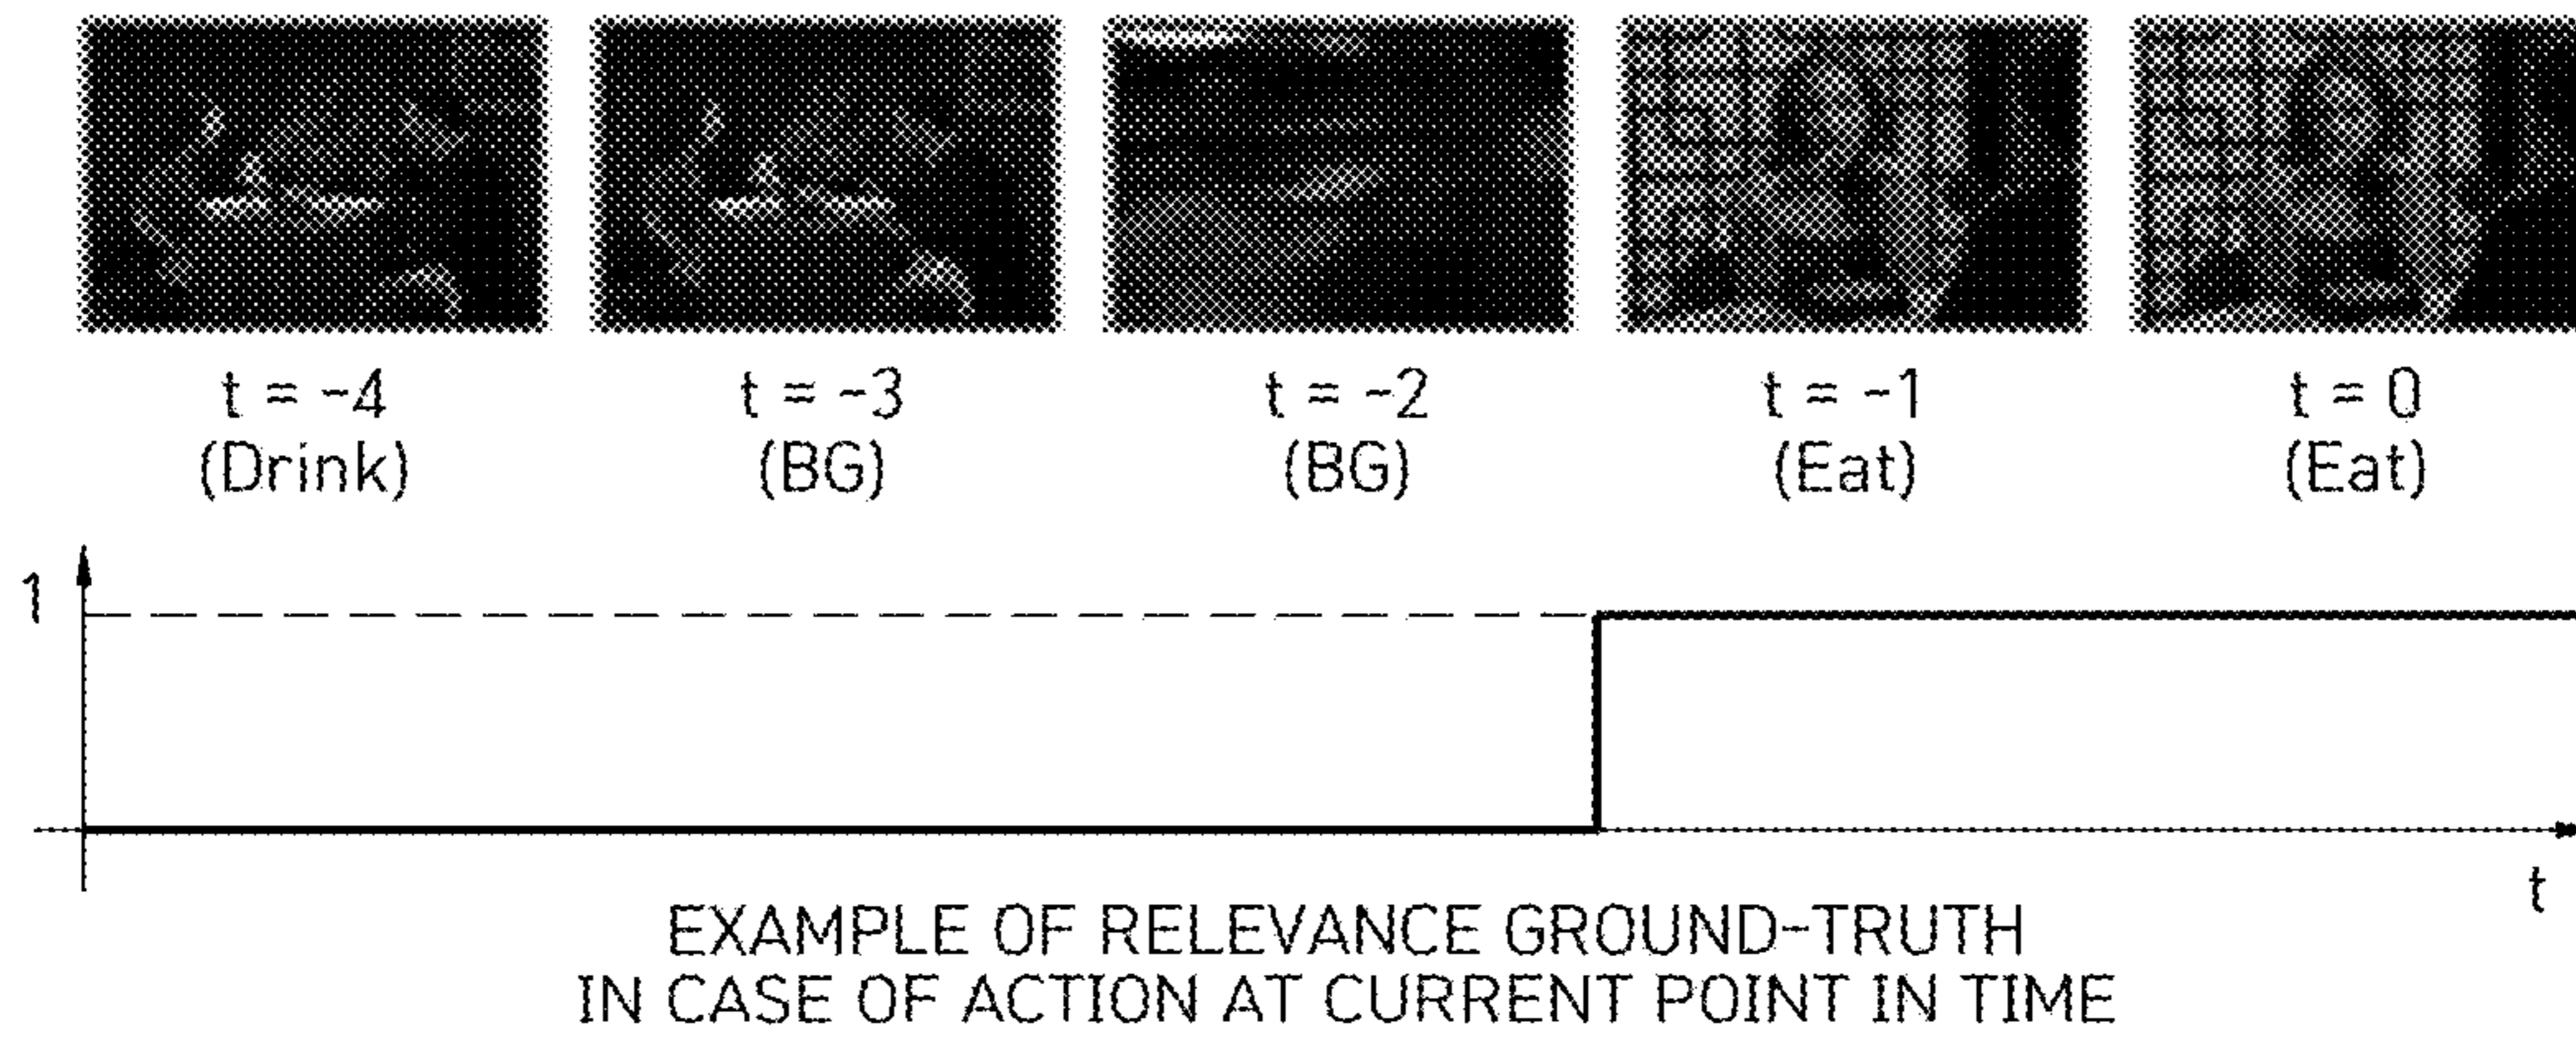 t = -4
(Drink)
t = -3
(BG)
t = -2
(BG)
t = -1
(Eat)
t = 0
(Eat)
1
t
EXAMPLE OF RELEVANCE GROUND-TRUTH
IN CASE OF ACTION AT CURRENT POINT IN TIME